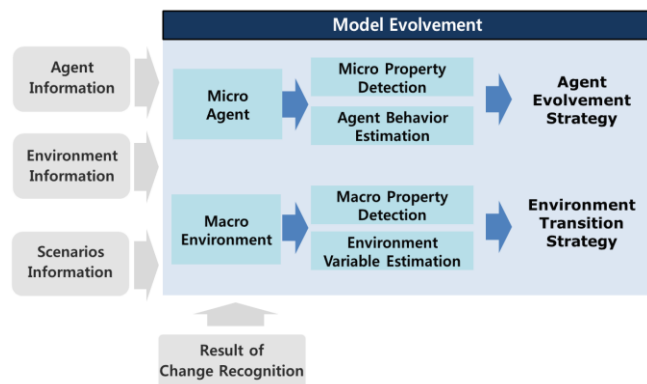 Model Evolvement
Agent
Information
Environment
Information
Scenarios
Information
Micro
Agent
Micro Property
Detection
Agent Behavior
Estimation
Agent
Evolvement
Strategy
Macro
Environment
Macro Property
Detection
Environment
Variable Estimation
Environment
Transition
Strategy
Result of
Change Recognition